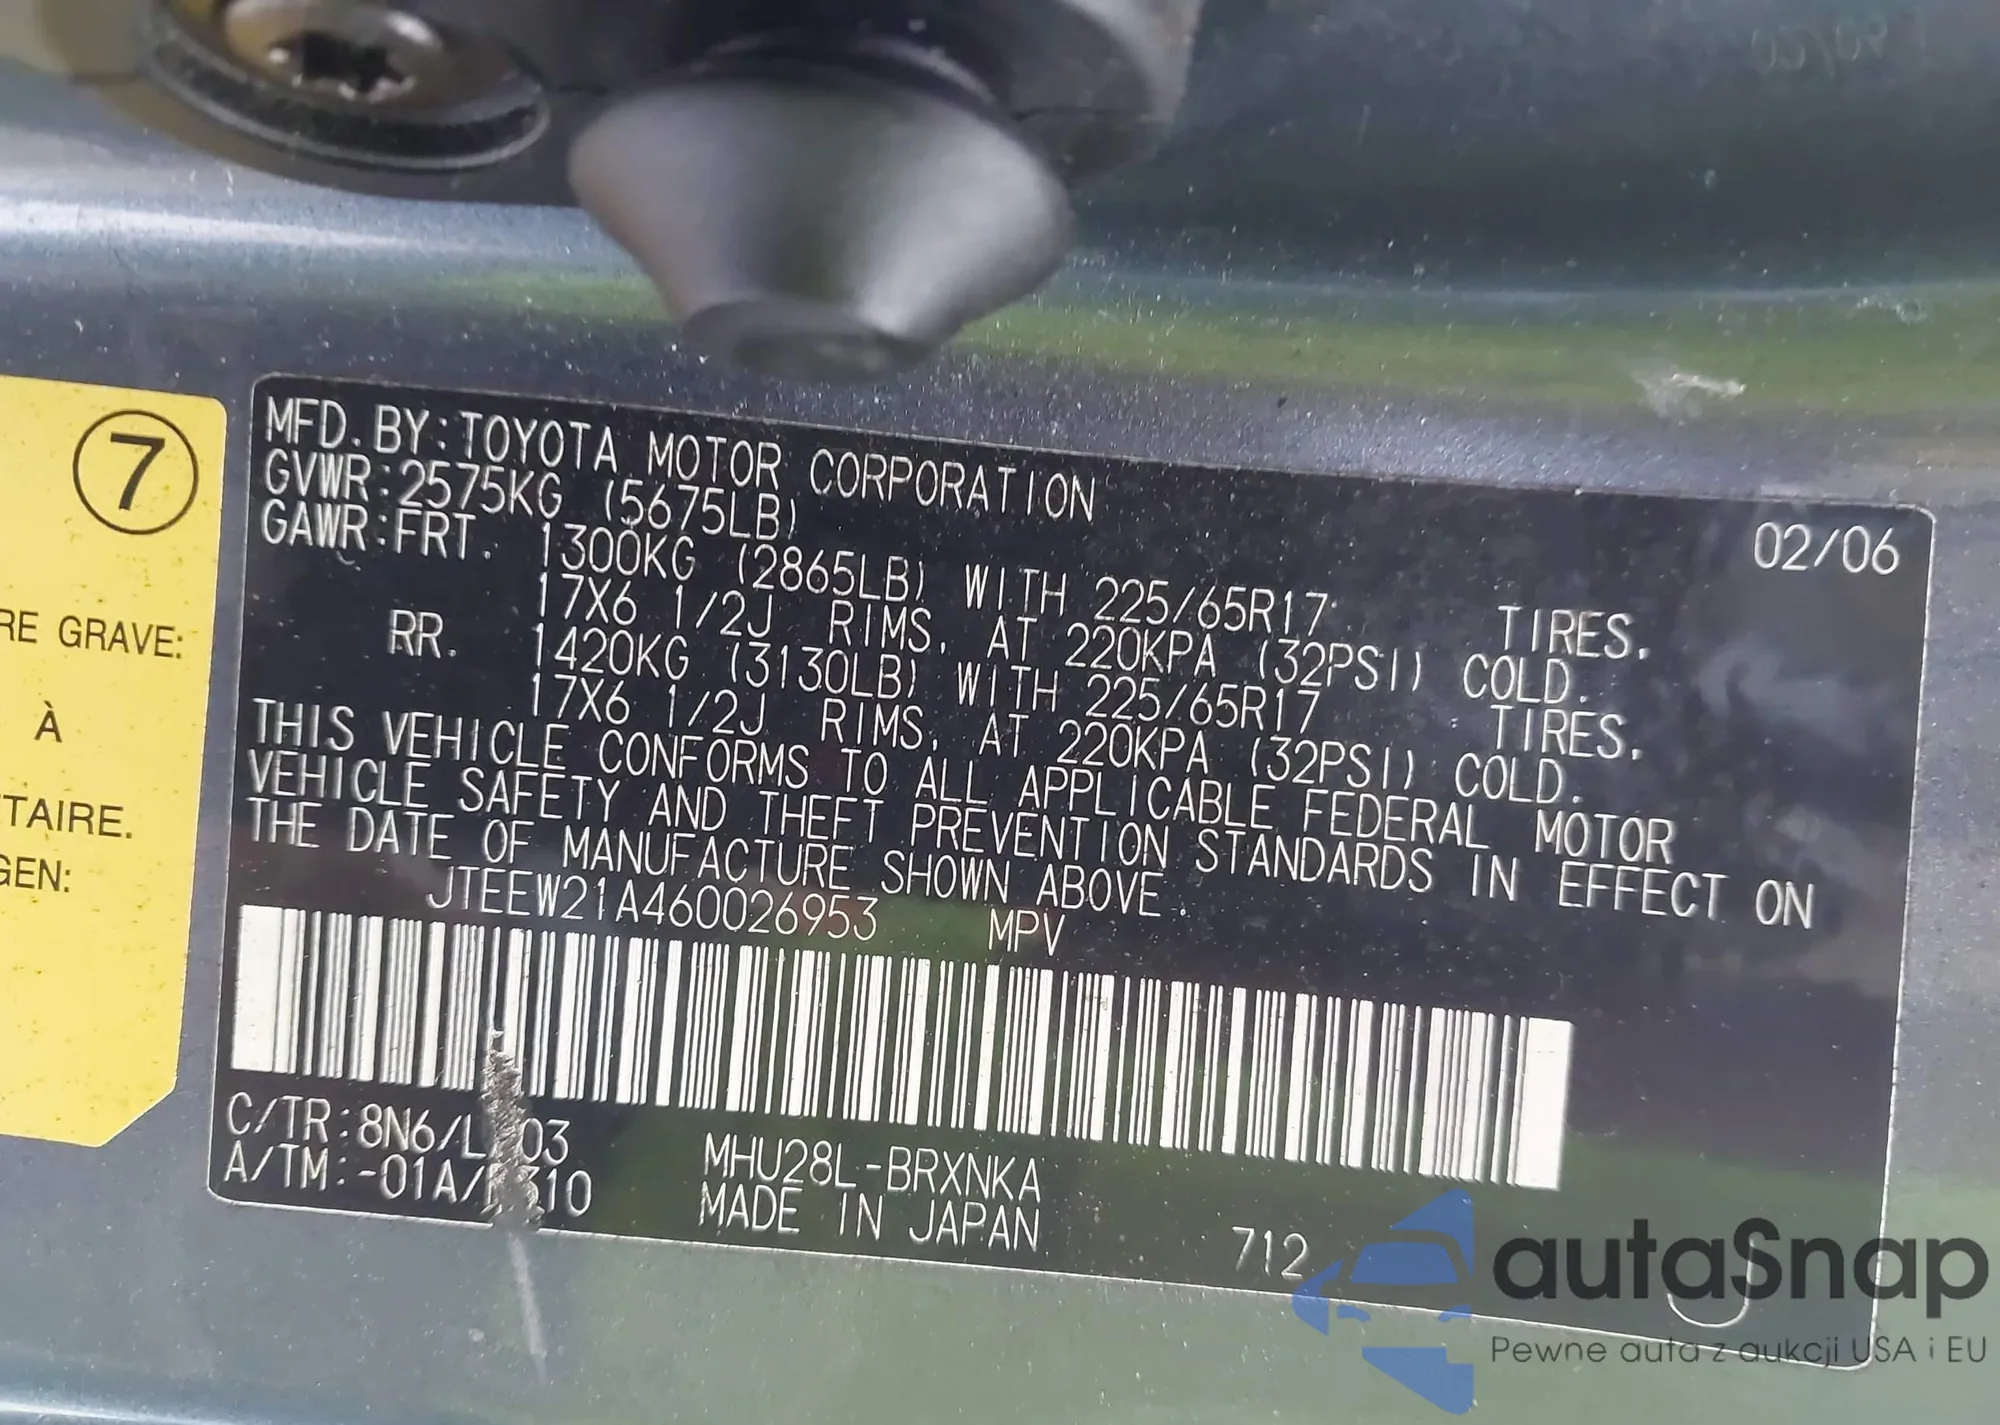 7
RE GRAVE:
À
TAIRE.
GEN:
MFD. BY:TOYOTA MOTOR CORPORATION 02/06
GVWR:2575KG (5675LB)
GAWR:FRT. 1300KG (2865LB) WITH 225/65R17 TIRES.
17X6 1/2J RIMS. AT 220KPA (32PSI) COLD.
RR. 1420KG (3130LB) WITH 225/65R17 TIRES.
17X6 1/2J RIMS. AT 220KPA (32PSI) COLD.
THIS VEHICLE CONFORMS TO ALL APPLICABLE FEDERAL MOTOR
VEHICLE SAFETY AND THEFT PREVENTION STANDARDS IN EFFECT ON
THE DATE OF MANUFACTURE SHOWN ABOVE.
JTEEW21A460026953 MPV
C/TR:8N6/
A/TM:-01A/
MHU28L-BRXNKA
MADE IN JAPAN
712
autaSnap
Pewne auta z aukcji USA i EU